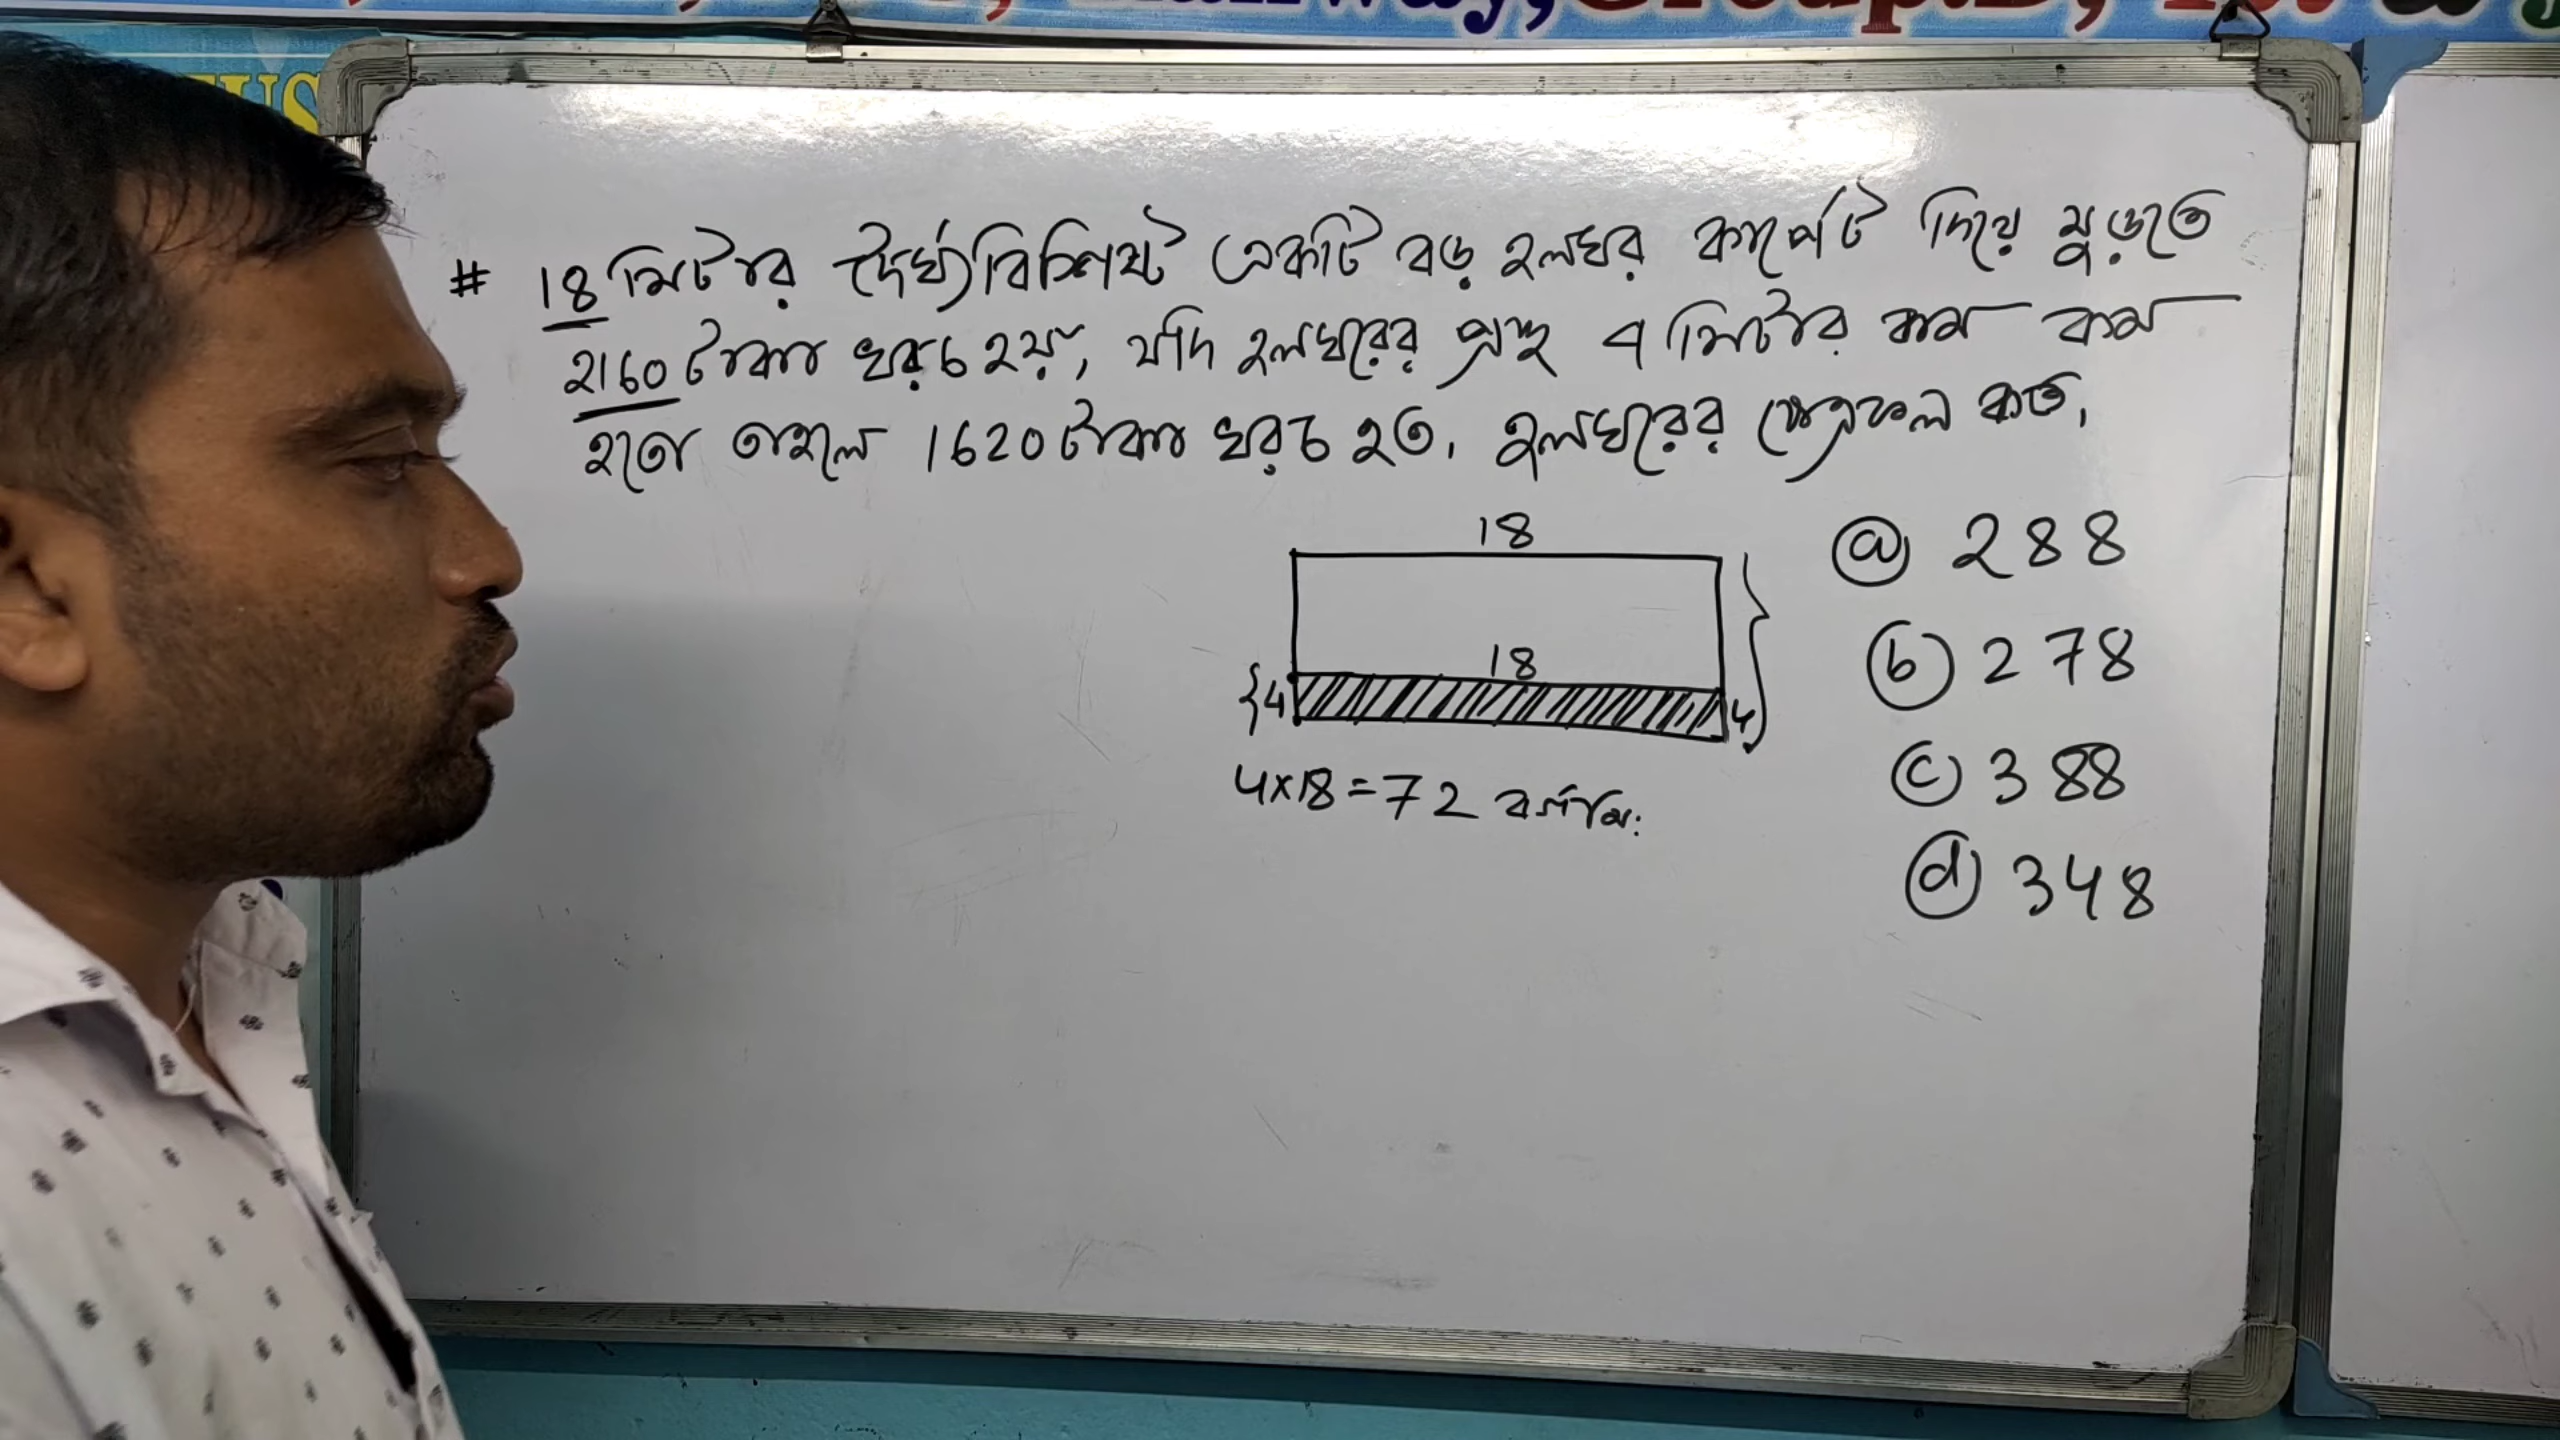 # 18 মিটার দৈর্ঘ্যবিশিষ্ট একটি বড় হলঘর কার্পেট দিয়ে মুড়তে
2160 টাকা খরচ হয়, যদি হলঘরের প্রস্থ 4 মিটার কম কম
হতো তাহলে 1620 টাকা খরচ হত, হলঘরের ক্ষেত্রফল কত,
18
18
4
4
4×18=72 বর্গমি:
ⓐ 288
ⓑ 278
ⓒ 388
ⓓ 348